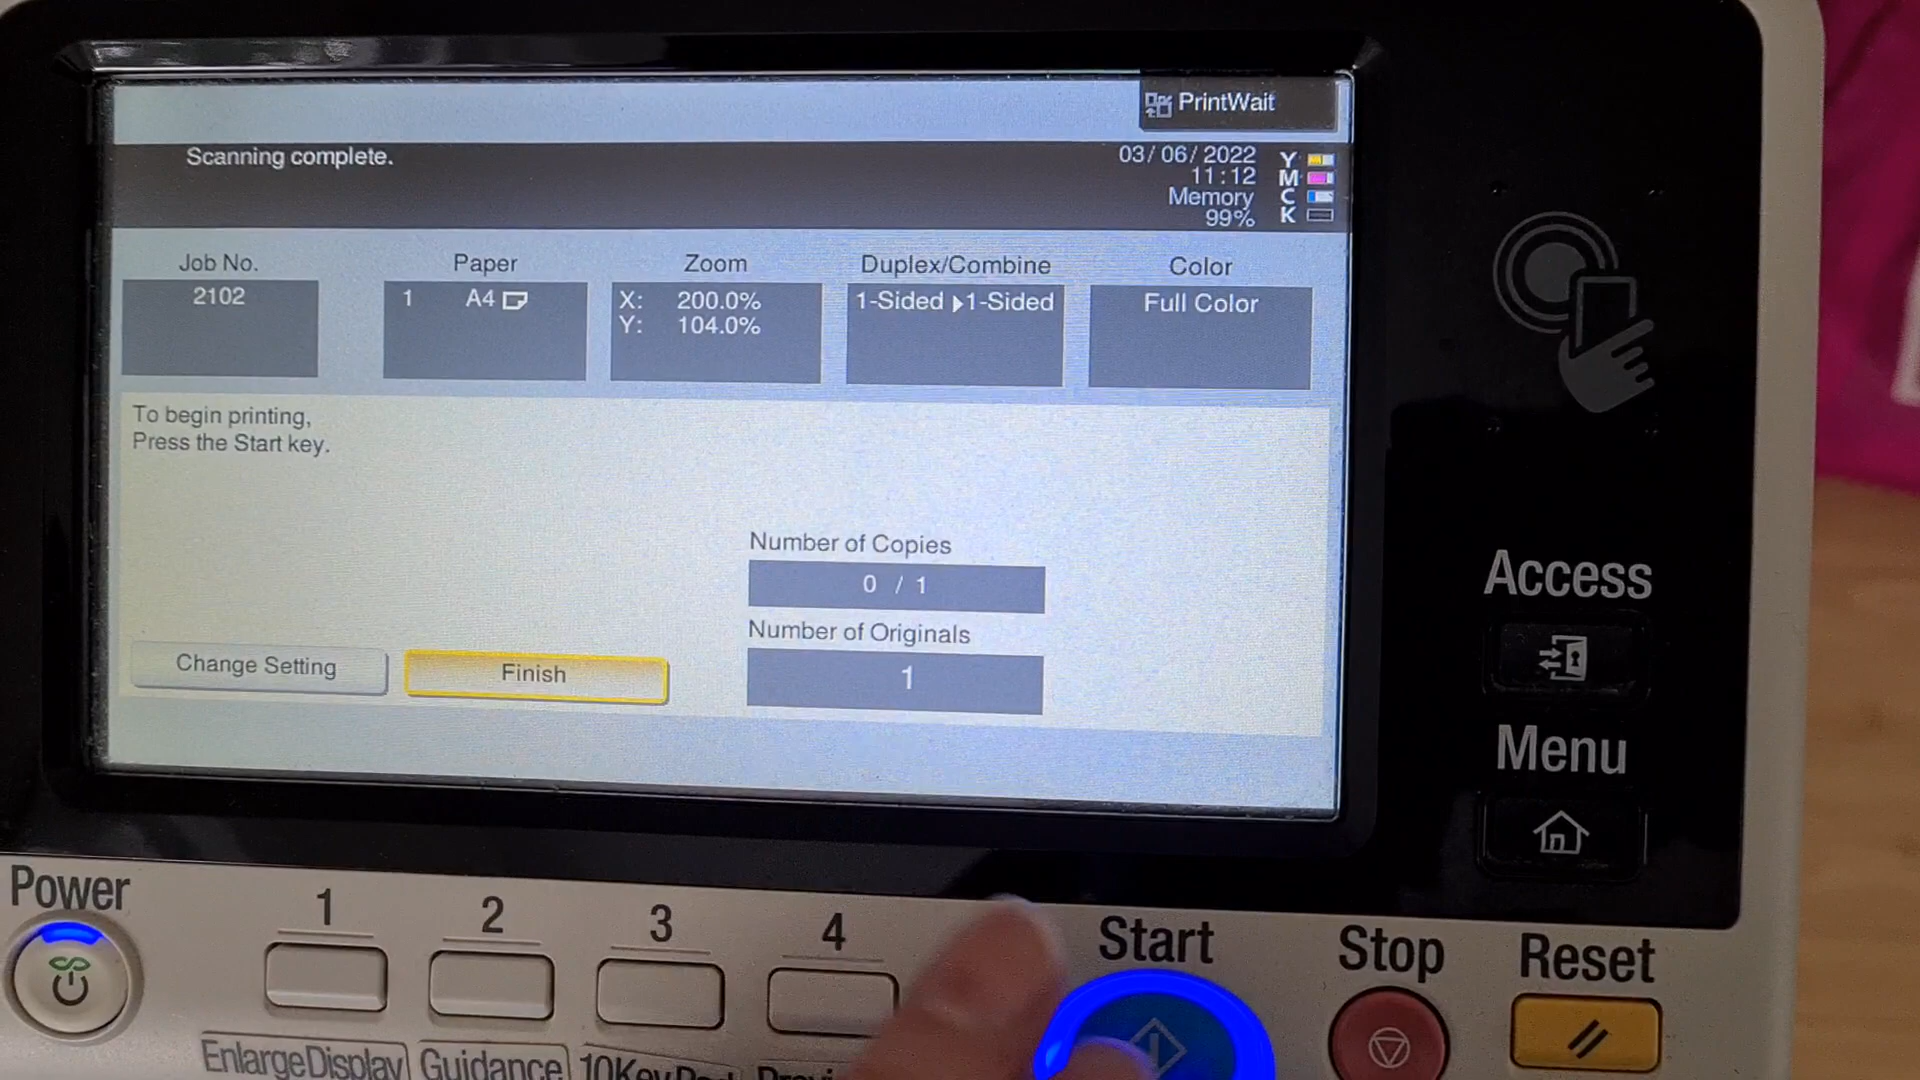 PrintWait
Scanning complete.
03/06/2022
11:12
Memory
99%
Y
M
C
K
Job No.
2102
Paper
1 A4
Zoom
X: 200.0%
Y: 104.0%
Duplex/Combine
1-Sided ▶1-Sided
Color
Full Color
To begin printing,
Press the Start key.
Number of Copies
0 / 1
Number of Originals
1
Change Setting
Finish
Access
Menu
Power
1
2
3
4
Start
Stop
Reset
EnlargeDisplay
Guidance